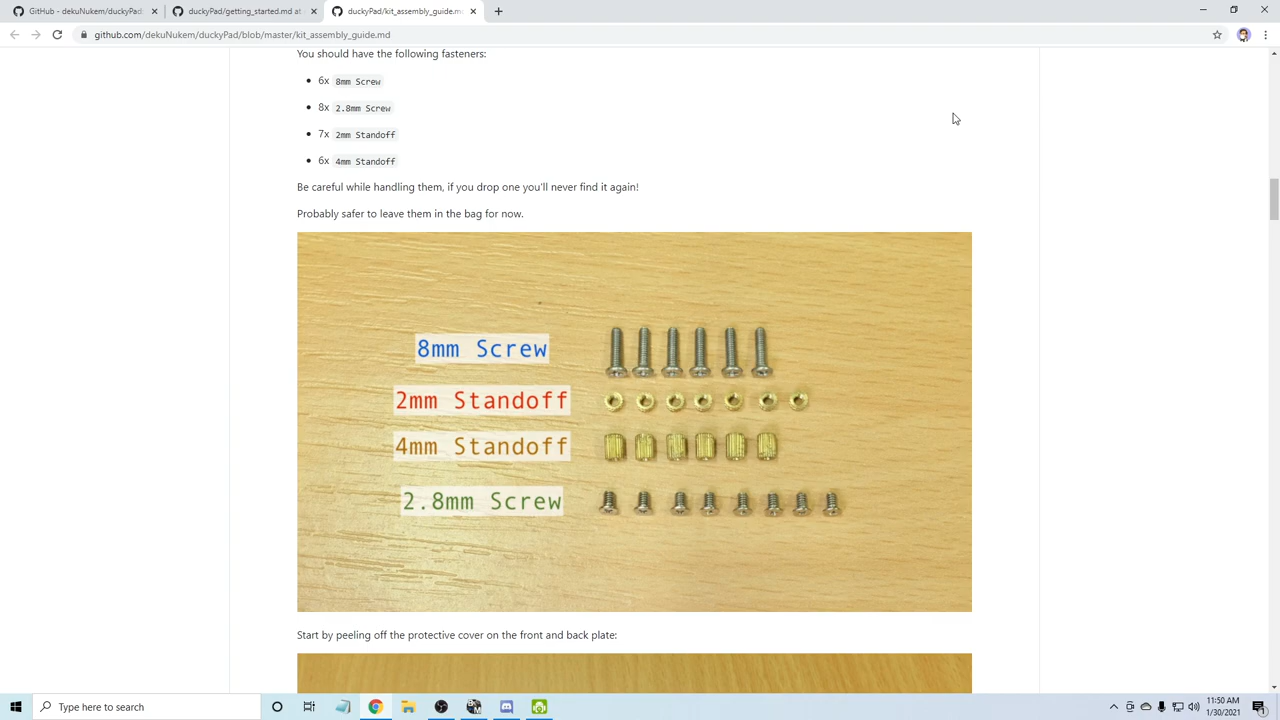 GitHub - dekuNukem/duckyPad:
duckyPad/getting_started.md at
duckyPad/kit_assembly_guide.md
github.com/dekuNukem/duckyPad/blob/master/kit_assembly_guide.md
You should have the following fasteners:
6x 8mm Screw
8x 2.8mm Screw
7x 2mm Standoff
6x 4mm Standoff
Be careful while handling them, if you drop one you'll never find it again!
Probably safer to leave them in the bag for now.
8mm Screw
2mm Standoff
4mm Standoff
2.8mm Screw
Start by peeling off the protective cover on the front and back plate:
Type here to search
11:50 AM
1/30/2021